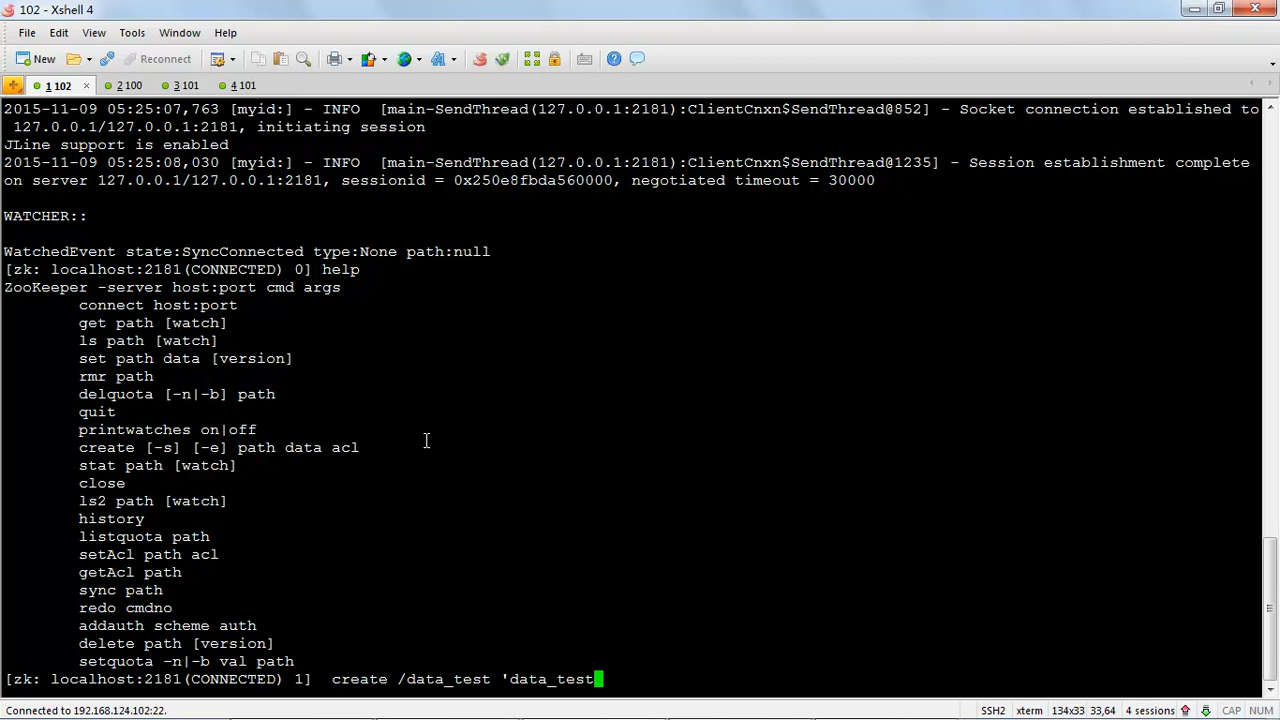 102 - Xshell 4
File Edit View Tools Window Help
New Reconnect
1 102 × 2 100 3 101 4 101
2015-11-09 05:25:07,763 [myid:] - INFO [main-SendThread(127.0.0.1:2181):ClientCnxn$SendThread@852] - Socket connection established to
127.0.0.1/127.0.0.1:2181, initiating session
JLine support is enabled
2015-11-09 05:25:08,030 [myid:] - INFO [main-SendThread(127.0.0.1:2181):ClientCnxn$SendThread@1235] - Session establishment complete
on server 127.0.0.1/127.0.0.1:2181, sessionid = 0x250e8fbda560000, negotiated timeout = 30000
WATCHER::
WatchedEvent state:SyncConnected type:None path:null
[zk: localhost:2181(CONNECTED) 0] help
ZooKeeper -server host:port cmd args
connect host:port
get path [watch]
ls path [watch]
set path data [version]
rmr path
delquota [-n|-b] path
quit
printwatches on|off
create [-s] [-e] path data acl
stat path [watch]
close
ls2 path [watch]
history
listquota path
setAcl path acl
getAcl path
sync path
redo cmdno
addauth scheme auth
delete path [version]
setquota -n|-b val path
[zk: localhost:2181(CONNECTED) 1] create /data_test 'data_test
Connected to 192.168.124.102:22. SSH2 xterm 134x33 33,64 4 sessions CAP NUM